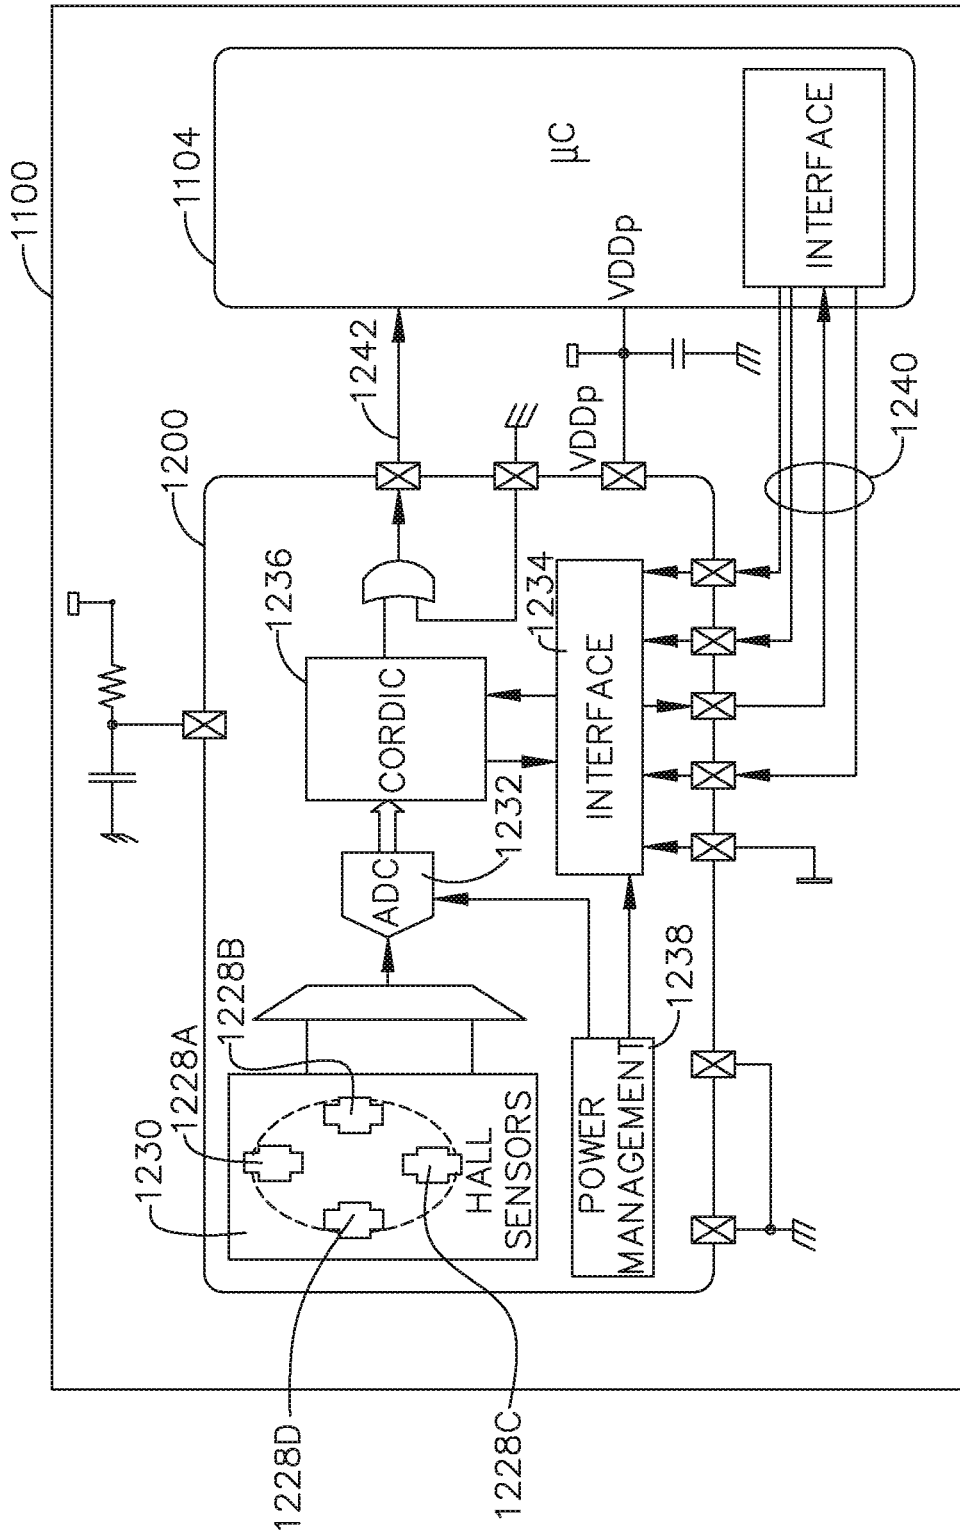 1100
1104
μC
INTERFACE
VDDp
1242
VDDp
1240
1200
1236
1234
CORDIC
INTERFACE
1232
ADC
1238
1228B
1228A
1230
HALL
SENSORS
POWER
MANAGEMENT
1228D
1228C